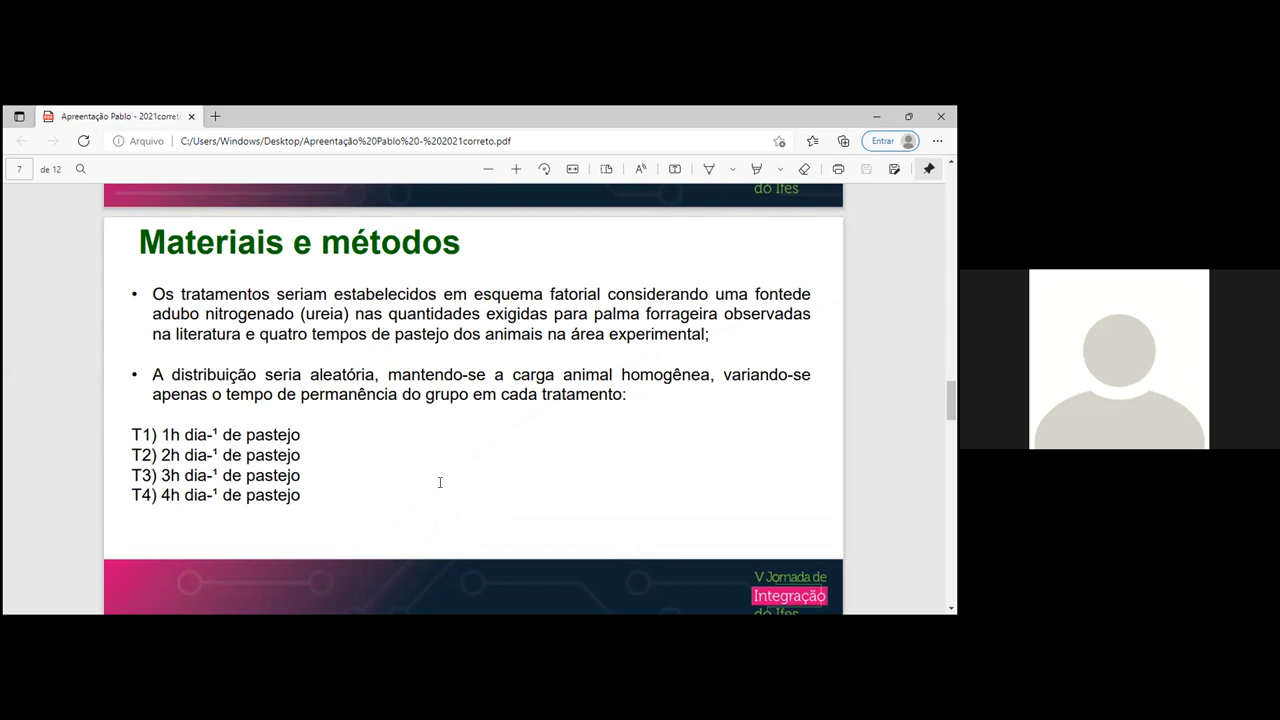 Apreentação Pablo - 2021corret
Arquivo
C:/Users/Windows/Desktop/Apreentação%20Pablo%20-%202021correto.pdf
Entrar
7 de 12
do Ifes
Materiais e métodos
• Os tratamentos seriam estabelecidos em esquema fatorial considerando uma fontede
adubo nitrogenado (ureia) nas quantidades exigidas para palma forrageira observadas
na literatura e quatro tempos de pastejo dos animais na área experimental;
• A distribuição seria aleatória, mantendo-se a carga animal homogênea, variando-se
apenas o tempo de permanência do grupo em cada tratamento:
T1) 1h dia-¹ de pastejo
T2) 2h dia-¹ de pastejo
T3) 3h dia-¹ de pastejo
T4) 4h dia-¹ de pastejo
V Jornada de
Integração
do Ifes